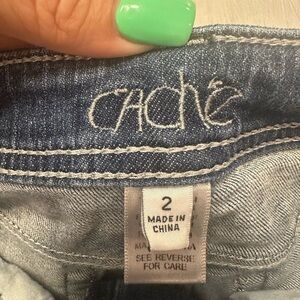 CAChé
2
MADE IN
CHINA
SEE REVERSE
FOR CARE